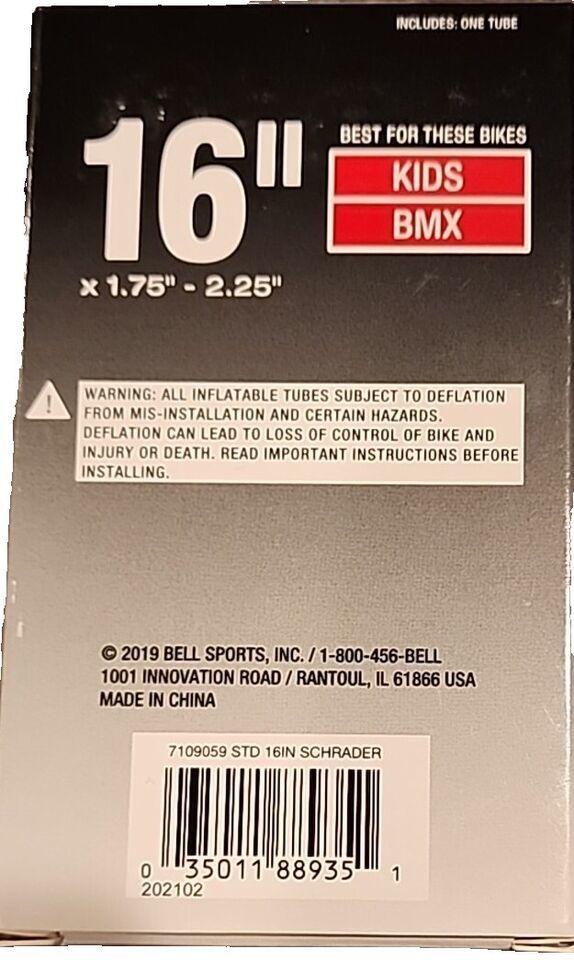 INCLUDES: ONE TUBE
16"
x 1.75" - 2.25"
BEST FOR THESE BIKES
KIDS
BMX
WARNING: ALL INFLATABLE TUBES SUBJECT TO DEFLATION
FROM MIS-INSTALLATION AND CERTAIN HAZARDS.
DEFLATION CAN LEAD TO LOSS OF CONTROL OF BIKE AND
INJURY OR DEATH. READ IMPORTANT INSTRUCTIONS BEFORE
INSTALLING.
© 2019 BELL SPORTS, INC. / 1-800-456-BELL
1001 INNOVATION ROAD / RANTOUL, IL 61866 USA
MADE IN CHINA
7109059 STD 16IN SCHRADER
0 35011 88935 1
202102